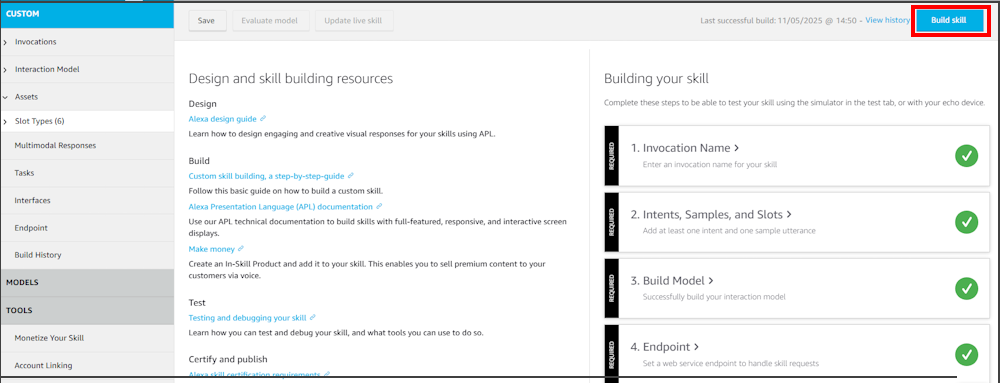 CUSTOM
Save
Evaluate model
Update live skill
Last successful build: 11/05/2025 @ 14:50 - View history
Build skill
Invocations
Interaction Model
Assets
Slot Types (6)
Multimodal Responses
Tasks
Interfaces
Endpoint
Build History
MODELS
TOOLS
Monetize Your Skill
Account Linking
Design and skill building resources
Design
Alexa design guide
Learn how to design engaging and creative visual responses for your skills using APL.
Build
Custom skill building, a step-by-step-guide
Follow this basic guide on how to build a custom skill.
Alexa Presentation Language (APL) documentation
Use our APL technical documentation to build skills with full-featured, responsive, and interactive screen
displays.
Make money
Create an In-Skill Product and add it to your skill. This enables you to sell premium content to your
customers via voice.
Test
Testing and debugging your skill
Learn how you can test and debug your skill, and what tools you can use to do so.
Certify and publish
Alexa skill certification requirements
Building your skill
Complete these steps to be able to test your skill using the simulator in the test tab, or with your echo device.
REQUIRED
1. Invocation Name
Enter an invocation name for your skill
REQUIRED
2. Intents, Samples, and Slots
Add at least one intent and one sample utterance
REQUIRED
3. Build Model
Successfully build your interaction model
REQUIRED
4. Endpoint
Set a web service endpoint to handle skill requests